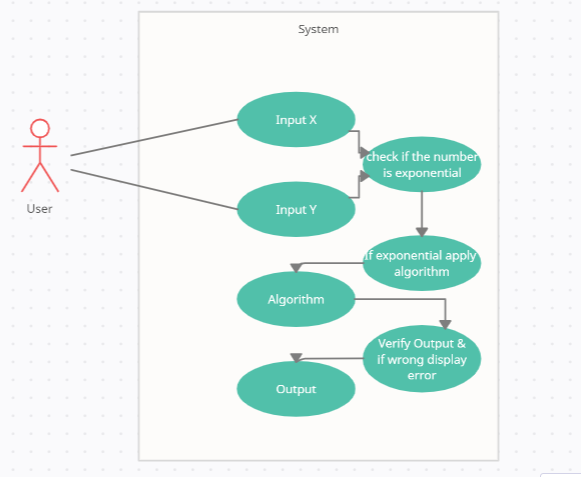 System
Input X
check if the number
is exponential
User
Input Y
If exponential apply
algorithm
Algorithm
Verify Output &
if wrong display
error
Output